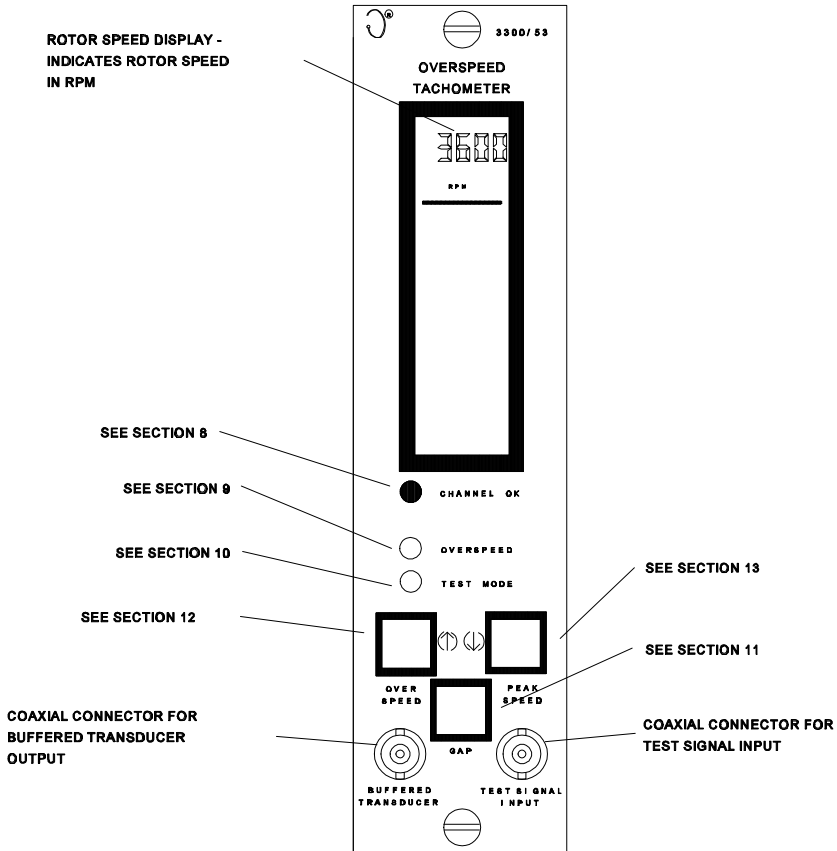 ®
3300/53
ROTOR SPEED DISPLAY -
INDICATES ROTOR SPEED
IN RPM
OVERSPEED
TACHOMETER
3600
RPM
SEE SECTION 8
CHANNEL OK
SEE SECTION 9
OVERSPEED
SEE SECTION 10
TEST MODE
SEE SECTION 13
SEE SECTION 12
SEE SECTION 11
OVER
SPEED
PEAK
SPEED
GAP
COAXIAL CONNECTOR FOR
BUFFERED TRANSDUCER
OUTPUT
COAXIAL CONNECTOR FOR
TEST SIGNAL INPUT
BUFFERED
TRANSDUCER
TEST SIGNAL
INPUT